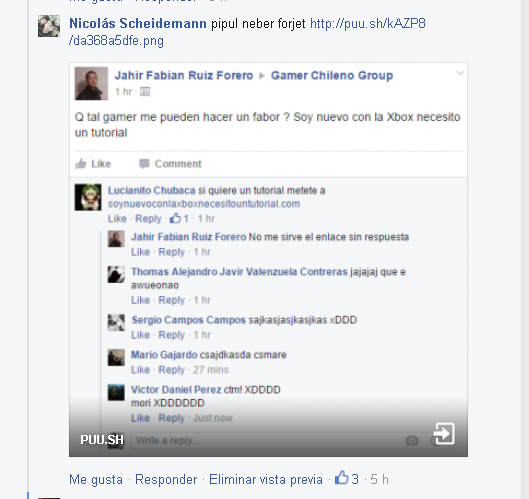 Nicolás Scheidemann pipul neber forjet http://puu.sh/kAZP8
/da368a5dfe.png
Jahir Fabian Ruiz Forero ▸ Gamer Chileno Group
1 hr ·
Q tal gamer me pueden hacer un fabor ? Soy nuevo con la Xbox necesito
un tutorial
Like Comment
Lucianito Chubaca si quiere un tutorial metete a
soynuevoconlaxboxnecesitountutorial.com
Like · Reply · 1 · 1 hr
Jahir Fabian Ruiz Forero No me sirve el enlace sin respuesta
Like · Reply · 1 hr
Thomas Alejandro Javir Valenzuela Contreras jajajaj que e
awueonao
Like · Reply · 1 hr
Sergio Campos Campos sajkasjasjkasjkas xDDD
Like · Reply · 1 hr
Mario Gajardo csajdkasda csmare
Like · Reply · 27 mins
Victor Daniel Perez ctm! XDDDD
mori XDDDDDD
Like · Reply · Just now
PUU.SH
Write a reply...
Me gusta · Responder · Eliminar vista previa · 3 · 5 h